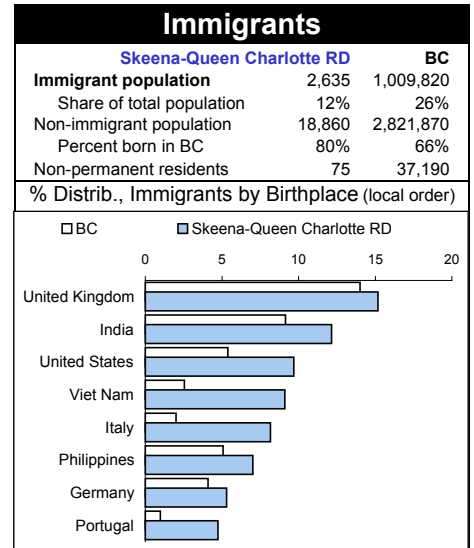 Immigrants
Skeena-Queen Charlotte RD BC
Immigrant population 2,635 1,009,820
Share of total population 12% 26%
Non-immigrant population 18,860 2,821,870
Percent born in BC 80% 66%
Non-permanent residents 75 37,190
% Distrib., Immigrants by Birthplace (local order)
BC Skeena-Queen Charlotte RD
0 5 10 15 20
United Kingdom
India
United States
Viet Nam
Italy
Philippines
Germany
Portugal